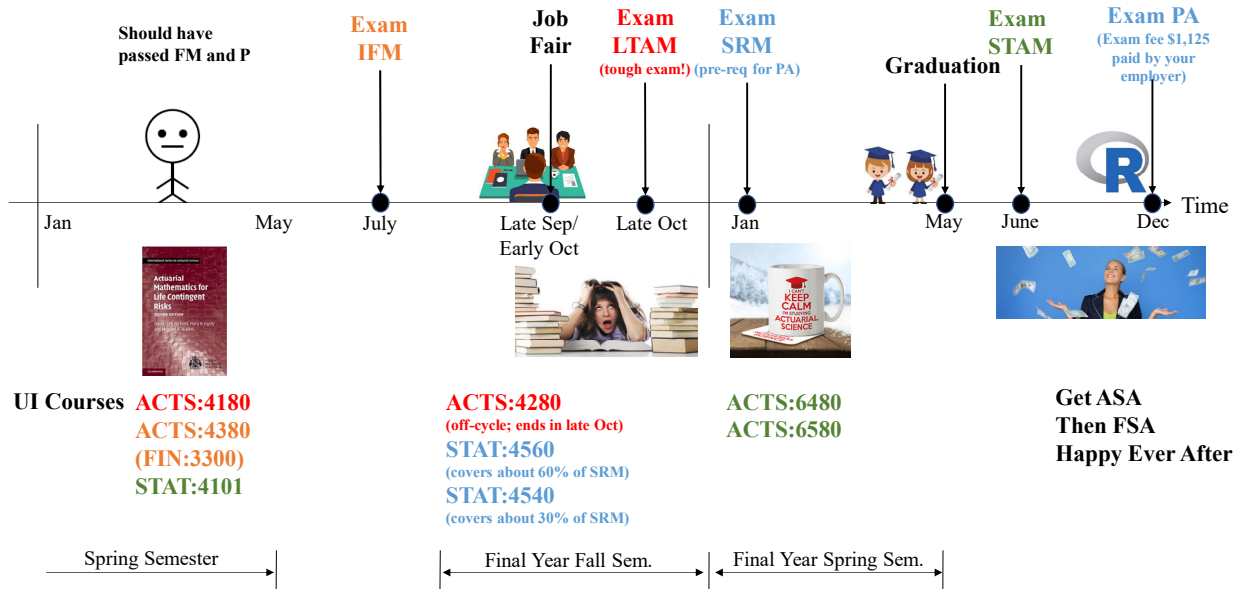 Should have
passed FM and P
Exam
IFM
Job
Fair
Exam
LTAM
(tough exam!)
Exam
SRM
(pre-req for PA)
Graduation
Exam
STAM
Exam PA
(Exam fee $1,125
paid by your
employer)
R
Jan
May
July
Late Sep/
Early Oct
Late Oct
Jan
May
June
Dec
Time
Actuarial
Mathematics for
Life Contingent
Risks
SECOND EDITION
I CAN'T
KEEP
CALM
I'M STUDYING
ACTUARIAL
SCIENCE
UI Courses
ACTS:4180
ACTS:4380
(FIN:3300)
STAT:4101
ACTS:4280
(off-cycle; ends in late Oct)
STAT:4560
(covers about 60% of SRM)
STAT:4540
(covers about 30% of SRM)
ACTS:6480
ACTS:6580
Get ASA
Then FSA
Happy Ever After
Spring Semester
Final Year Fall Sem.
Final Year Spring Sem.